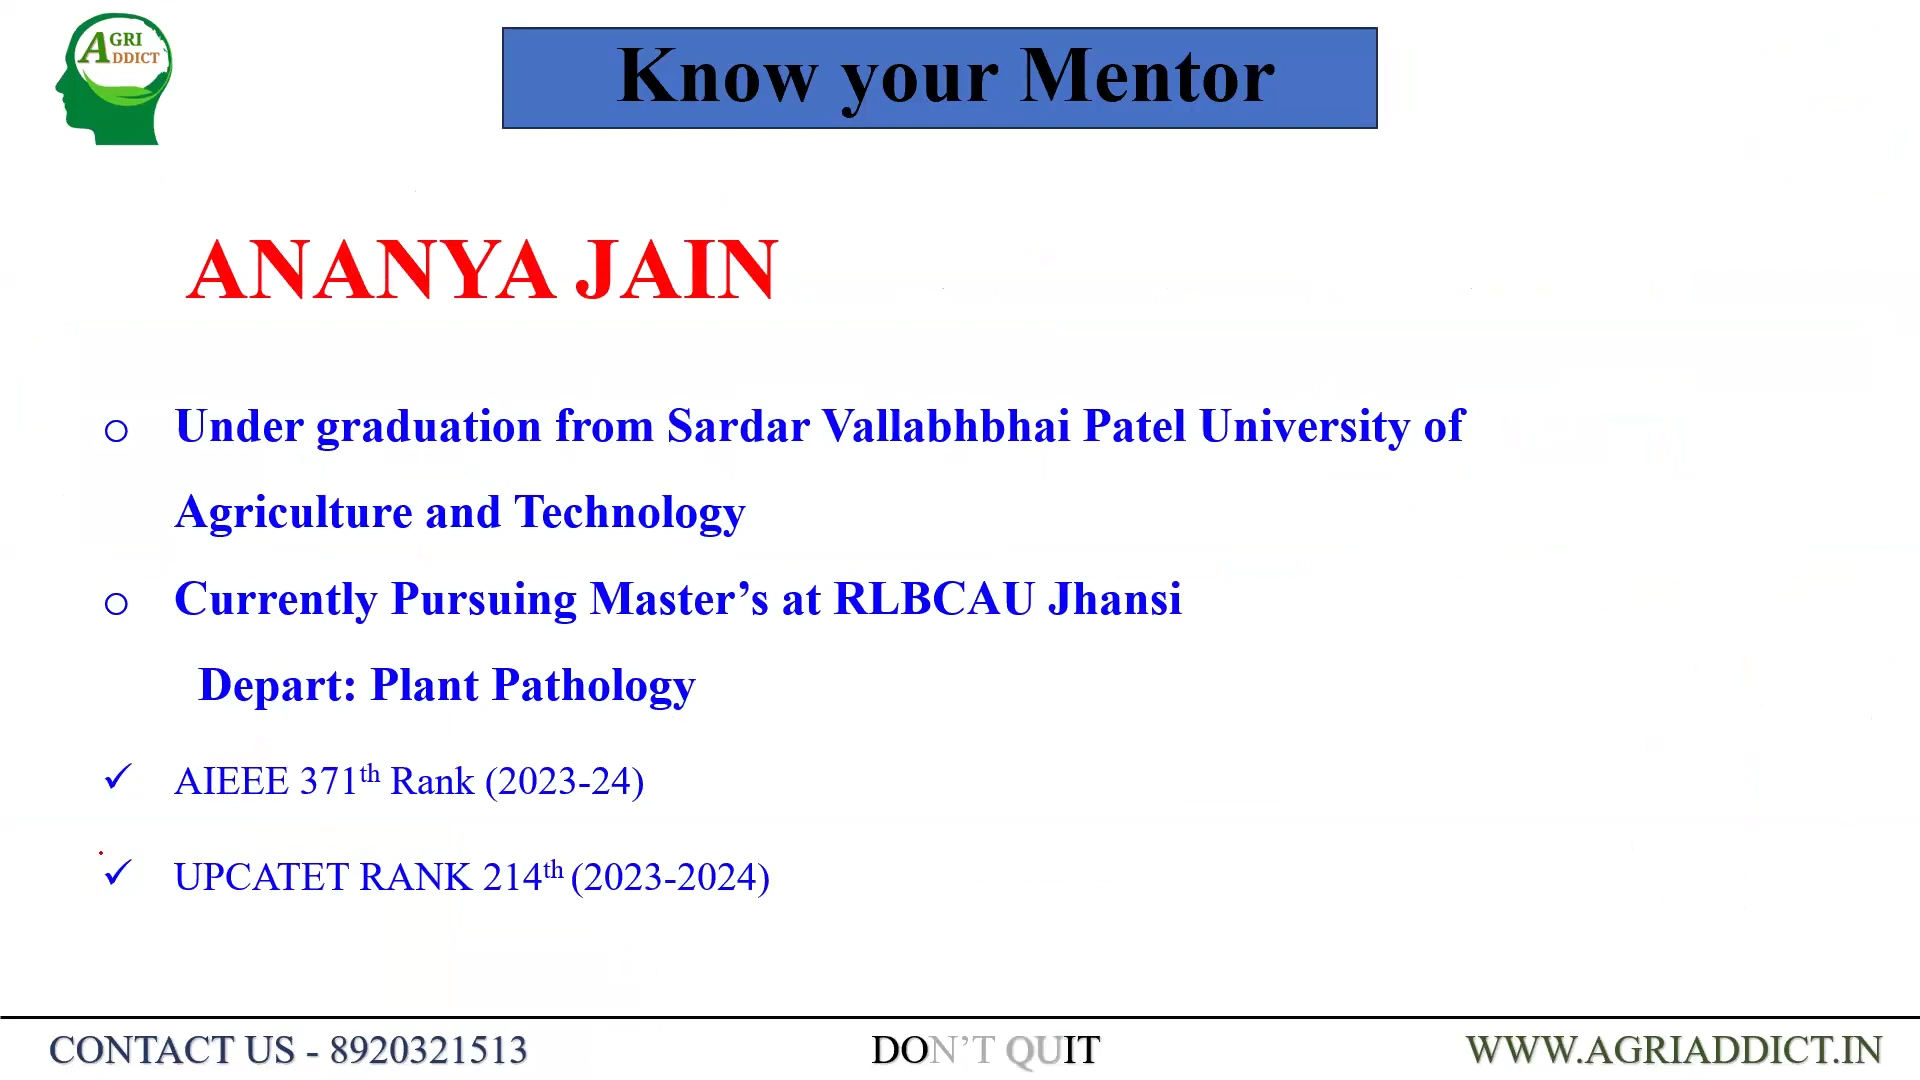 AGRI
ADDICT
Know your Mentor
ANANYA JAIN
o Under graduation from Sardar Vallabhbhai Patel University of
Agriculture and Technology
o Currently Pursuing Master’s at RLBCAU Jhansi
Depart: Plant Pathology
✓ AIEEE 371th Rank (2023-24)
✓ UPCATET RANK 214th (2023-2024)
CONTACT US - 8920321513
DON’T QUIT
WWW.AGRIADDICT.IN